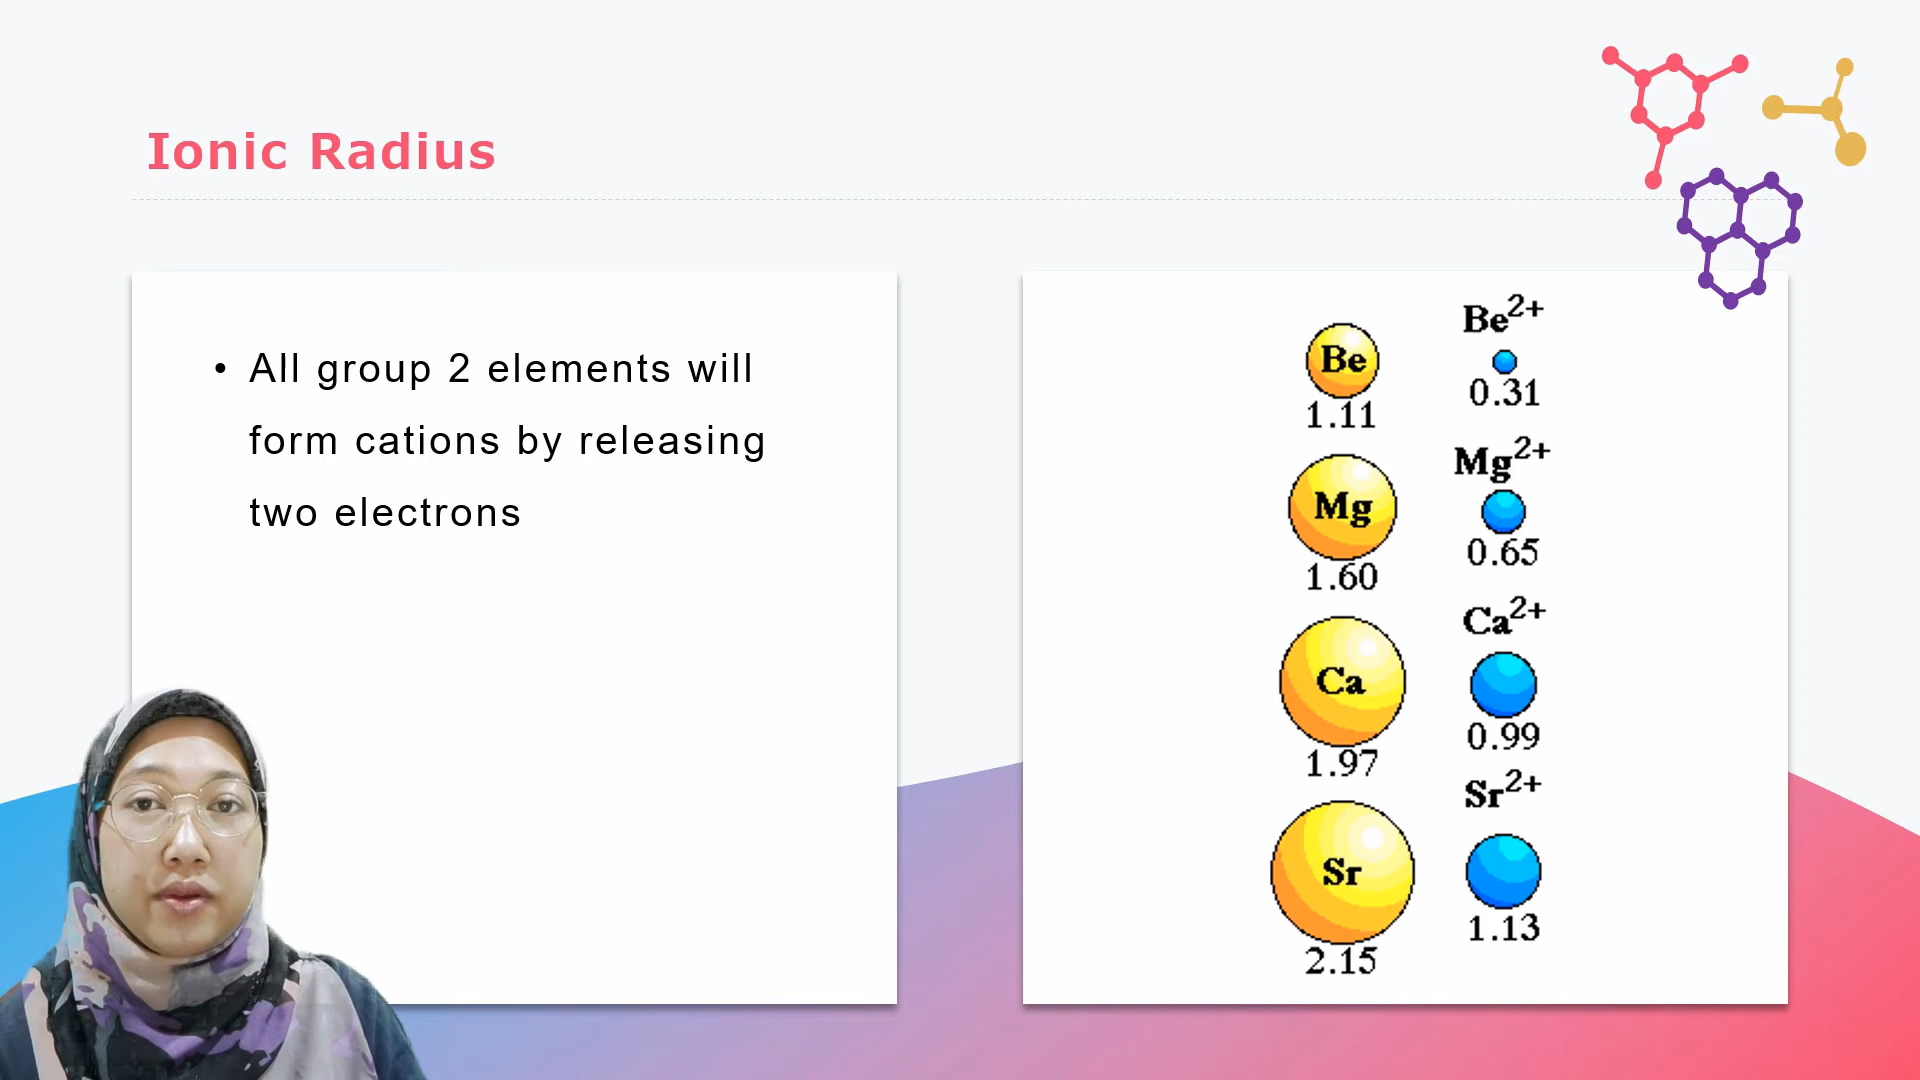 Ionic Radius
• All group 2 elements will
form cations by releasing
two electrons
Be
1.11
Be2+
0.31
Mg
1.60
Mg2+
0.65
Ca
1.97
Ca2+
0.99
Sr
2.15
Sr2+
1.13